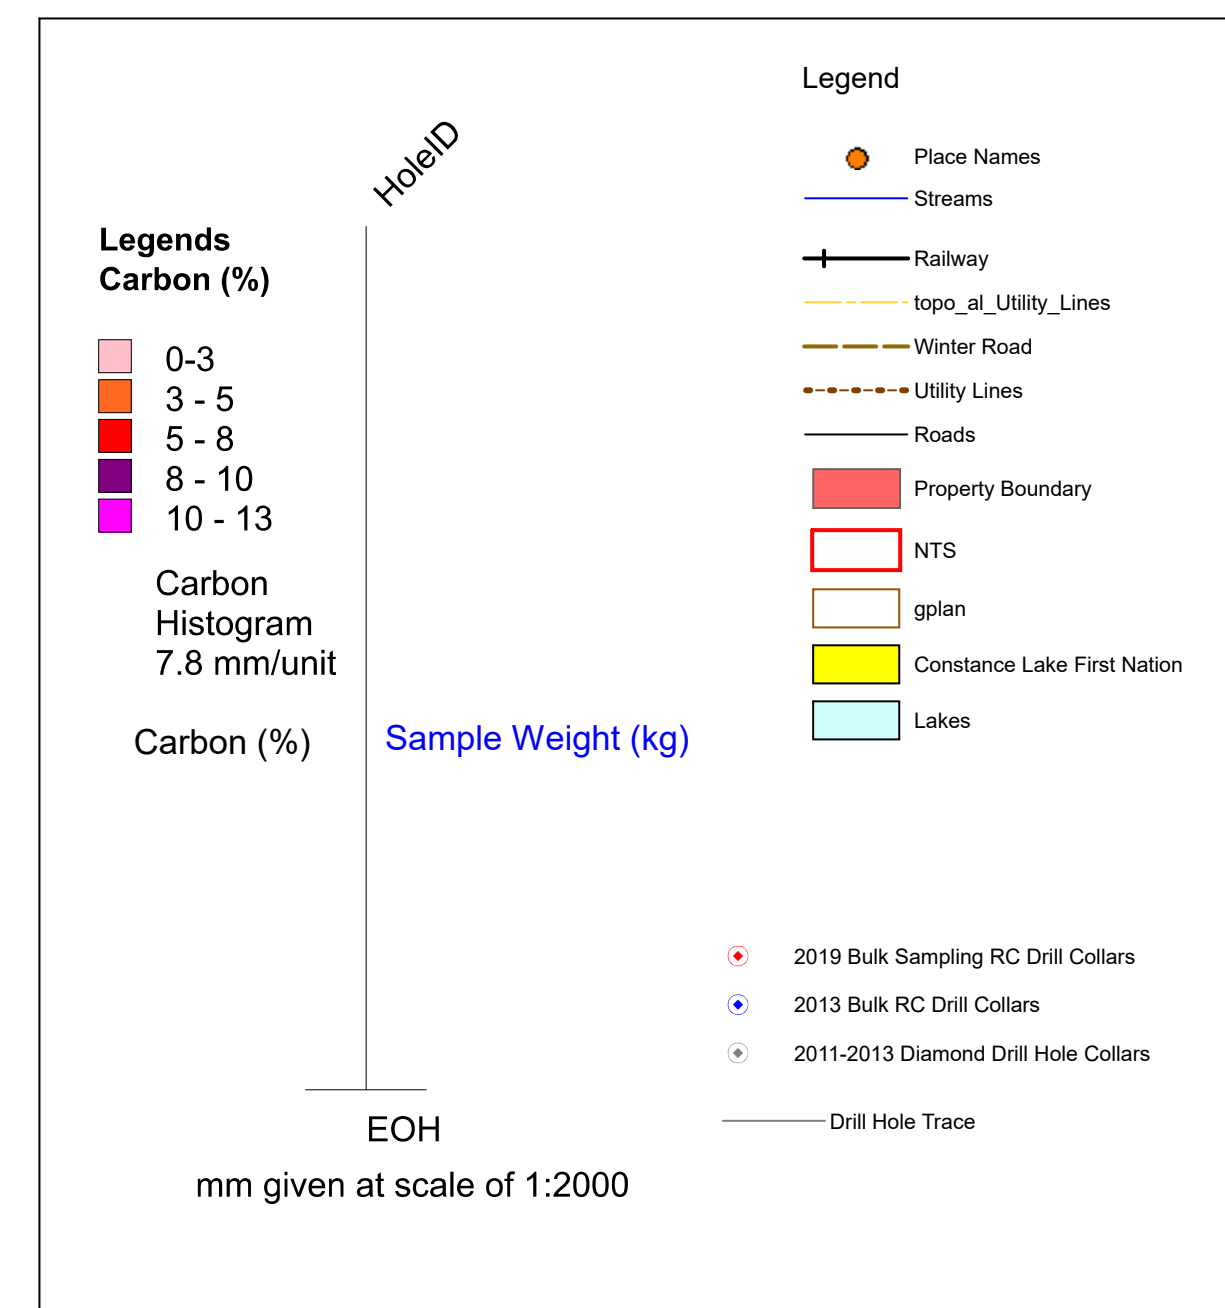 HoleID
Legends
Carbon (%)
0-3
3 - 5
5 - 8
8 - 10
10 - 13
Carbon
Histogram
7.8 mm/unit
Carbon (%)
Sample Weight (kg)
EOH
mm given at scale of 1:2000
Legend
Place Names
Streams
Railway
topo_al_Utility_Lines
Winter Road
Utility Lines
Roads
Property Boundary
NTS
gplan
Constance Lake First Nation
Lakes
2019 Bulk Sampling RC Drill Collars
2013 Bulk RC Drill Collars
2011-2013 Diamond Drill Hole Collars
Drill Hole Trace